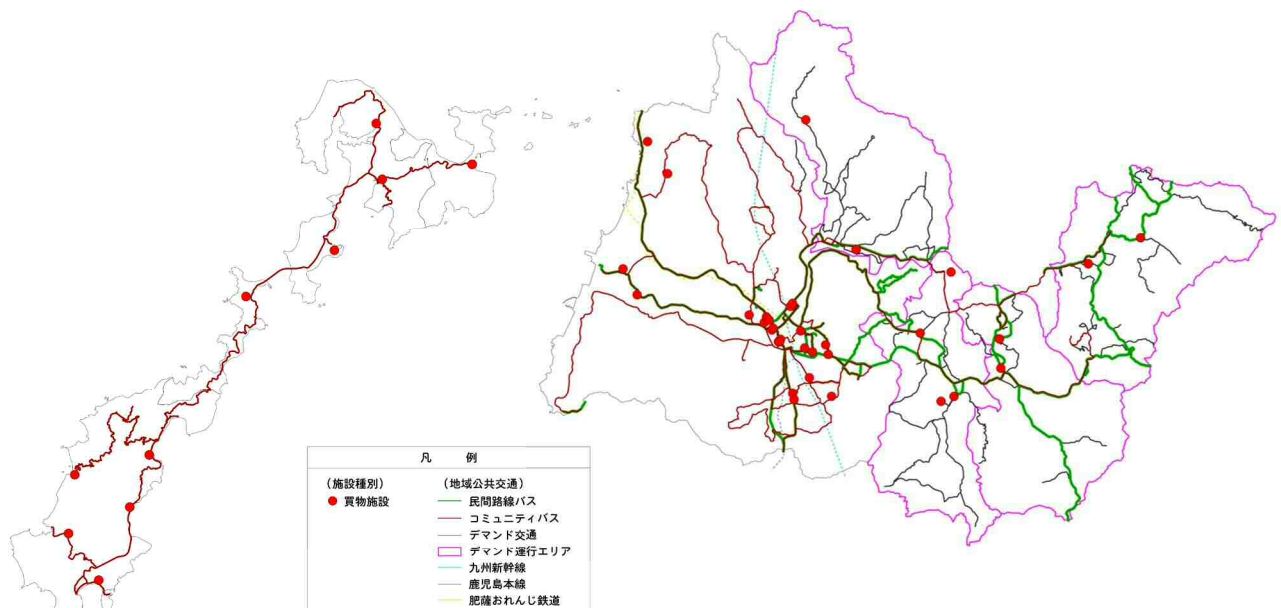 凡 例
(施設種別)
買物施設
(地域公共交通)
民間路線バス
コミュニティバス
デマンド交通
デマンド運行エリア
九州新幹線
鹿児島本線
肥薩おれんじ鉄道